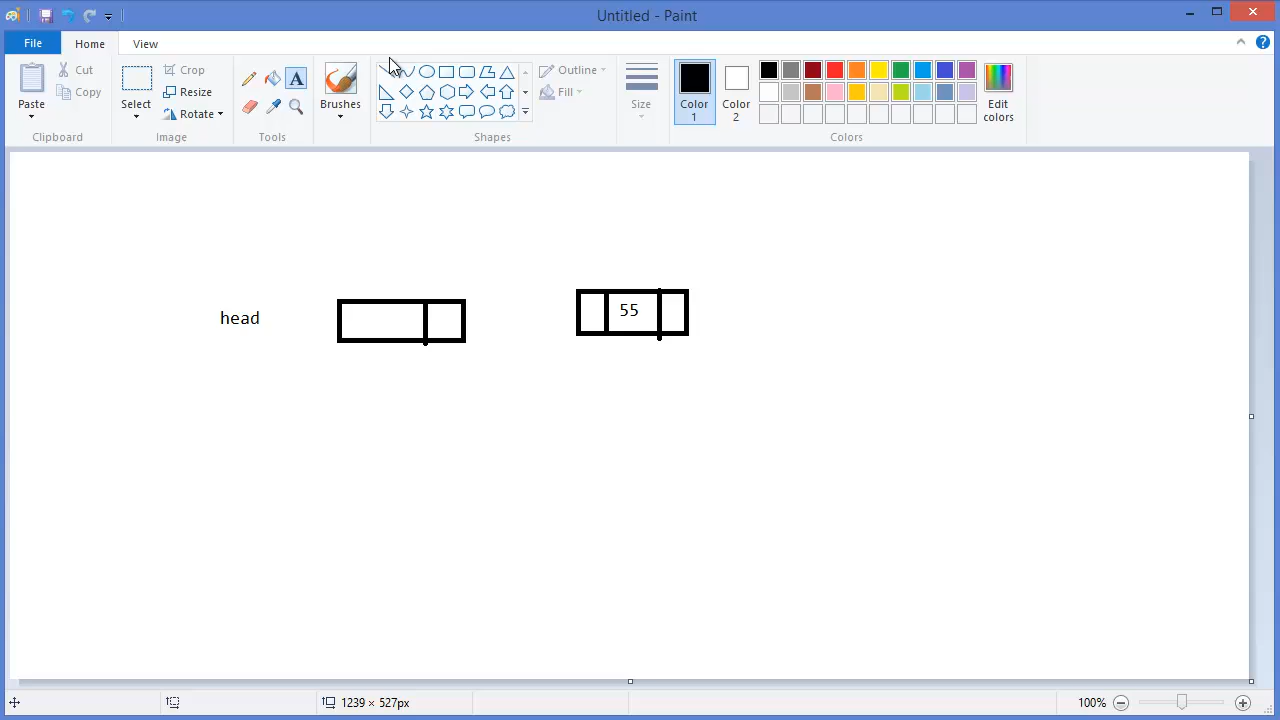 Untitled - Paint
File Home View
Paste
Cut
Copy
Clipboard
Select
Crop
Resize
Rotate
Image
A
Tools
Brushes
Shapes
Outline
Fill
Size
Color 1
Color 2
Edit colors
Colors
head
55
1239 × 527px
100%